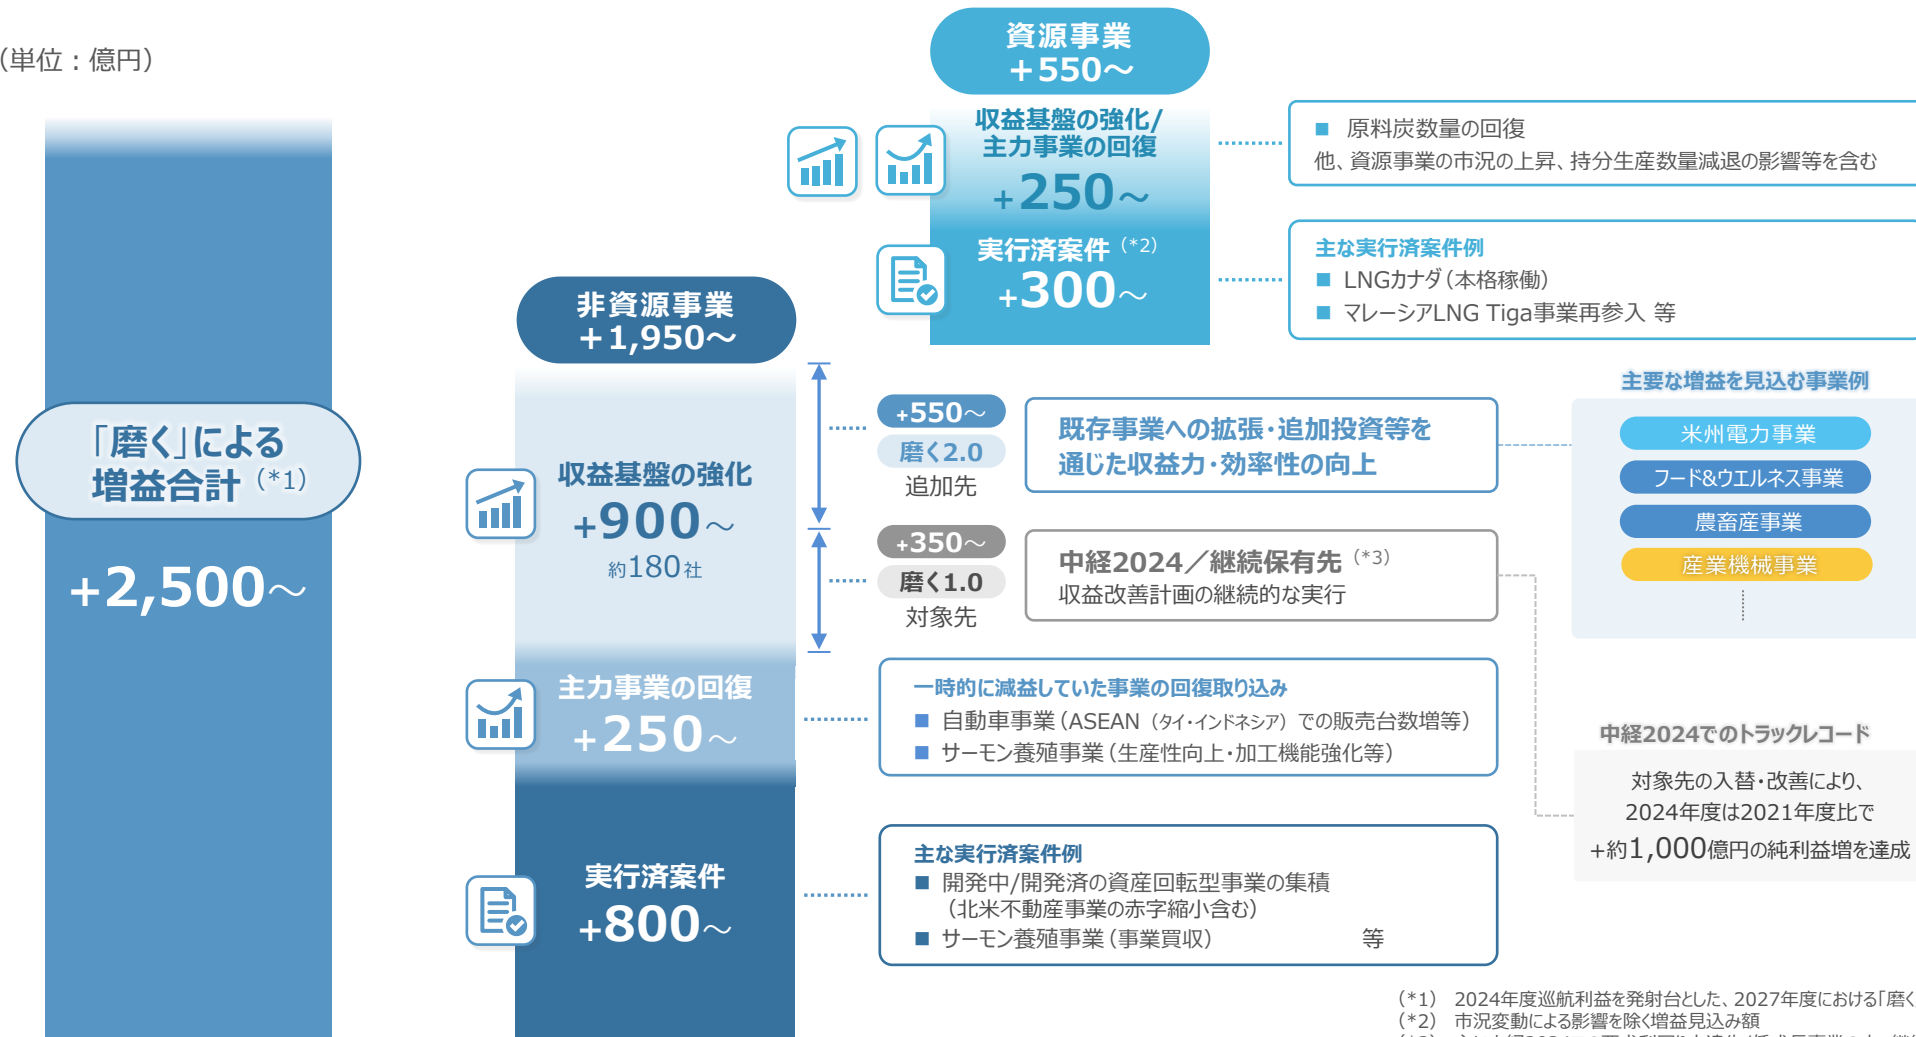 （単位：億円）
「磨く」による
増益合計（*1）
+2,500～
非資源事業
+1,950～
収益基盤の強化
+900～
約180社
主力事業の回復
+250～
実行済案件
+800～
資源事業
+550～
収益基盤の強化/
主力事業の回復
+250～
実行済案件（*2）
+300～
■ 原料炭数量の回復
他、資源事業の市況の上昇、持分生産数量減退の影響等を含む
主な実行済案件例
■ LNGカナダ（本格稼働）
■ マレーシアLNG Tiga事業再参入 等
+550～
磨く2.0
追加先
既存事業への拡張・追加投資等を
通じた収益力・効率性の向上
+350～
磨く1.0
対象先
中経2024／継続保有先（*3）
収益改善計画の継続的な実行
一時的に減益していた事業の回復取り込み
■ 自動車事業（ASEAN（タイ・インドネシア）での販売台数増等）
■ サーモン養殖事業（生産性向上・加工機能強化等）
主な実行済案件例
■ 開発中/開発済の資産回転型事業の集積
（北米不動産事業の赤字縮小含む）
■ サーモン養殖事業（事業買収） 等
主要な増益を見込む事業例
米州電力事業
フード&ウエルネス事業
農畜産事業
産業機械事業
中経2024でのトラックレコード
対象先の入替・改善により、
2024年度は2021年度比で
+約1,000億円の純利益増を達成
（*1） 2024年度巡航利益を発射台とした、2027年度における「磨く
（*2） 市況変動による影響を除く増益見込み額